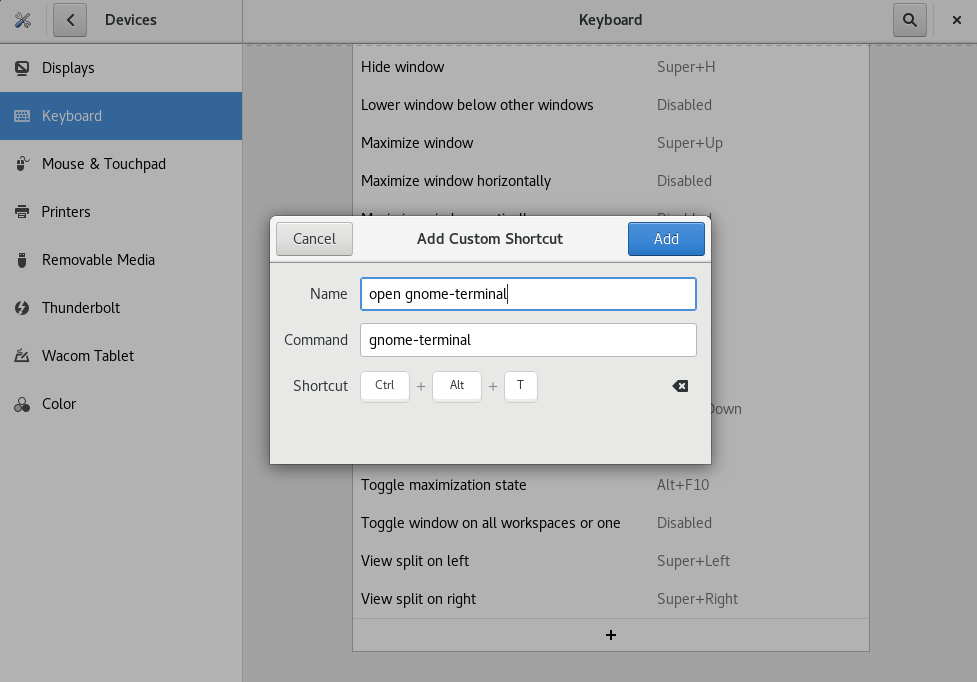 Devices
Keyboard
Displays
Keyboard
Mouse & Touchpad
Printers
Removable Media
Thunderbolt
Wacom Tablet
Color
Hide window Super+H
Lower window below other windows Disabled
Maximize window Super+Up
Maximize window horizontally Disabled
Cancel
Add Custom Shortcut
Add
Name open gnome-terminal
Command gnome-terminal
Shortcut Ctrl + Alt + T
Down
Toggle maximization state Alt+F10
Toggle window on all workspaces or one Disabled
View split on left Super+Left
View split on right Super+Right
+